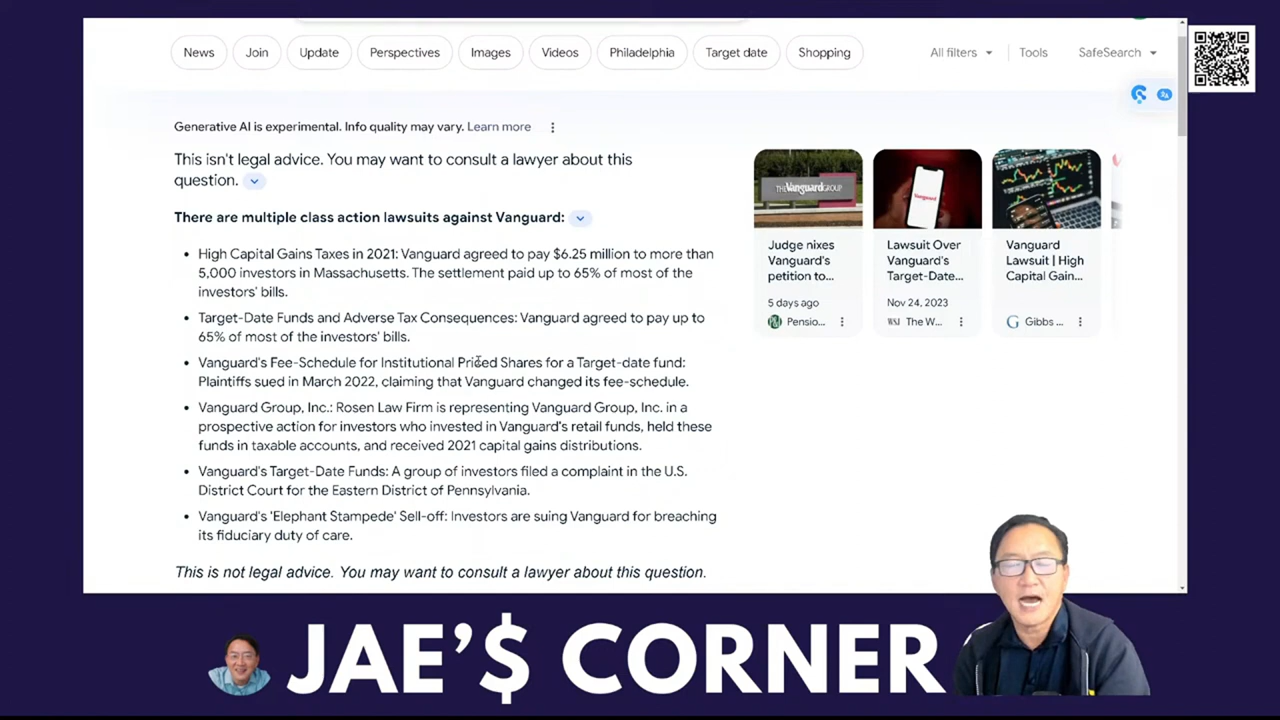 News Join Update Perspectives Images Videos Philadelphia Target date Shopping All filters Tools SafeSearch
Generative AI is experimental. Info quality may vary. Learn more
This isn't legal advice. You may want to consult a lawyer about this
question.
There are multiple class action lawsuits against Vanguard:
High Capital Gains Taxes in 2021: Vanguard agreed to pay $6.25 million to more than
5,000 investors in Massachusetts. The settlement paid up to 65% of most of the
investors' bills.
Target-Date Funds and Adverse Tax Consequences: Vanguard agreed to pay up to
65% of most of the investors' bills.
Vanguard's Fee-Schedule for Institutional Priced Shares for a Target-date fund:
Plaintiffs sued in March 2022, claiming that Vanguard changed its fee-schedule.
Vanguard Group, Inc.: Rosen Law Firm is representing Vanguard Group, Inc. in a
prospective action for investors who invested in Vanguard's retail funds, held these
funds in taxable accounts, and received 2021 capital gains distributions.
Vanguard's Target-Date Funds: A group of investors filed a complaint in the U.S.
District Court for the Eastern District of Pennsylvania.
Vanguard's 'Elephant Stampede' Sell-off: Investors are suing Vanguard for breaching
its fiduciary duty of care.
This is not legal advice. You may want to consult a lawyer about this question.
THE Vanguard GROUP
Judge nixes
Vanguard's
petition to...
5 days ago
Pensio...
Vanguard
Lawsuit Over
Vanguard's
Target-Date...
Nov 24, 2023
WSJ The W...
Vanguard
Lawsuit | High
Capital Gain...
Gibbs ...
JAE'$ CORNER